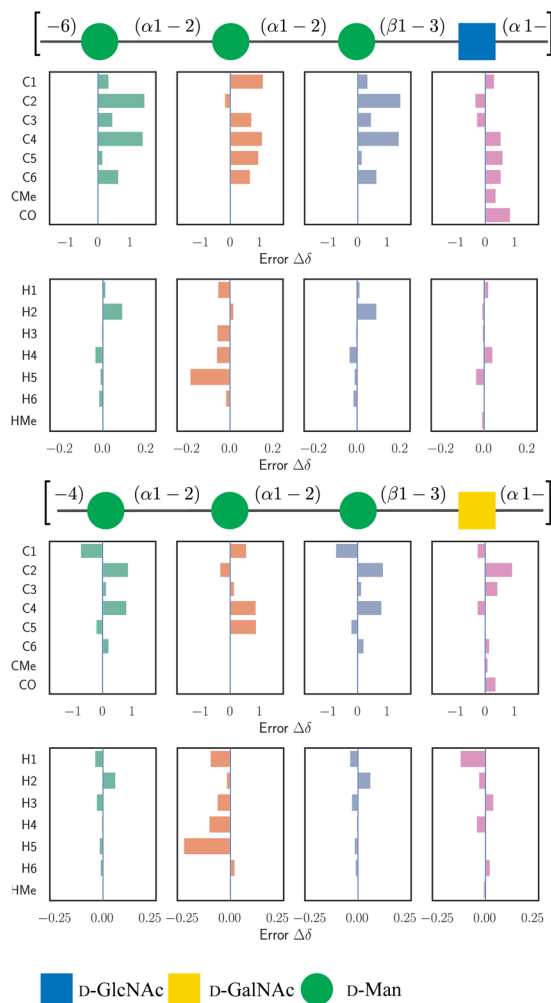 [ −6) (α1−2) (α1−2) (β1−3) (α 1− ]
C1
C2
C3
C4
C5
C6
CMe
CO
−1 0 1 −1 0 1 −1 0 1 −1 0 1
Error Δδ
H1
H2
H3
H4
H5
H6
HMe
−0.2 0.0 0.2 −0.2 0.0 0.2 −0.2 0.0 0.2 −0.2 0.0 0.2
Error Δδ
[ −4) (α1−2) (α1−2) (β1−3) (α 1− ]
C1
C2
C3
C4
C5
C6
CMe
CO
−1 0 1 −1 0 1 −1 0 1 −1 0 1
Error Δδ
H1
H2
H3
H4
H5
H6
HMe
−0.25 0.00 0.25 −0.25 0.00 0.25 −0.25 0.00 0.25 −0.25 0.00 0.25
Error Δδ
D-GlcNAc D-GalNAc D-Man